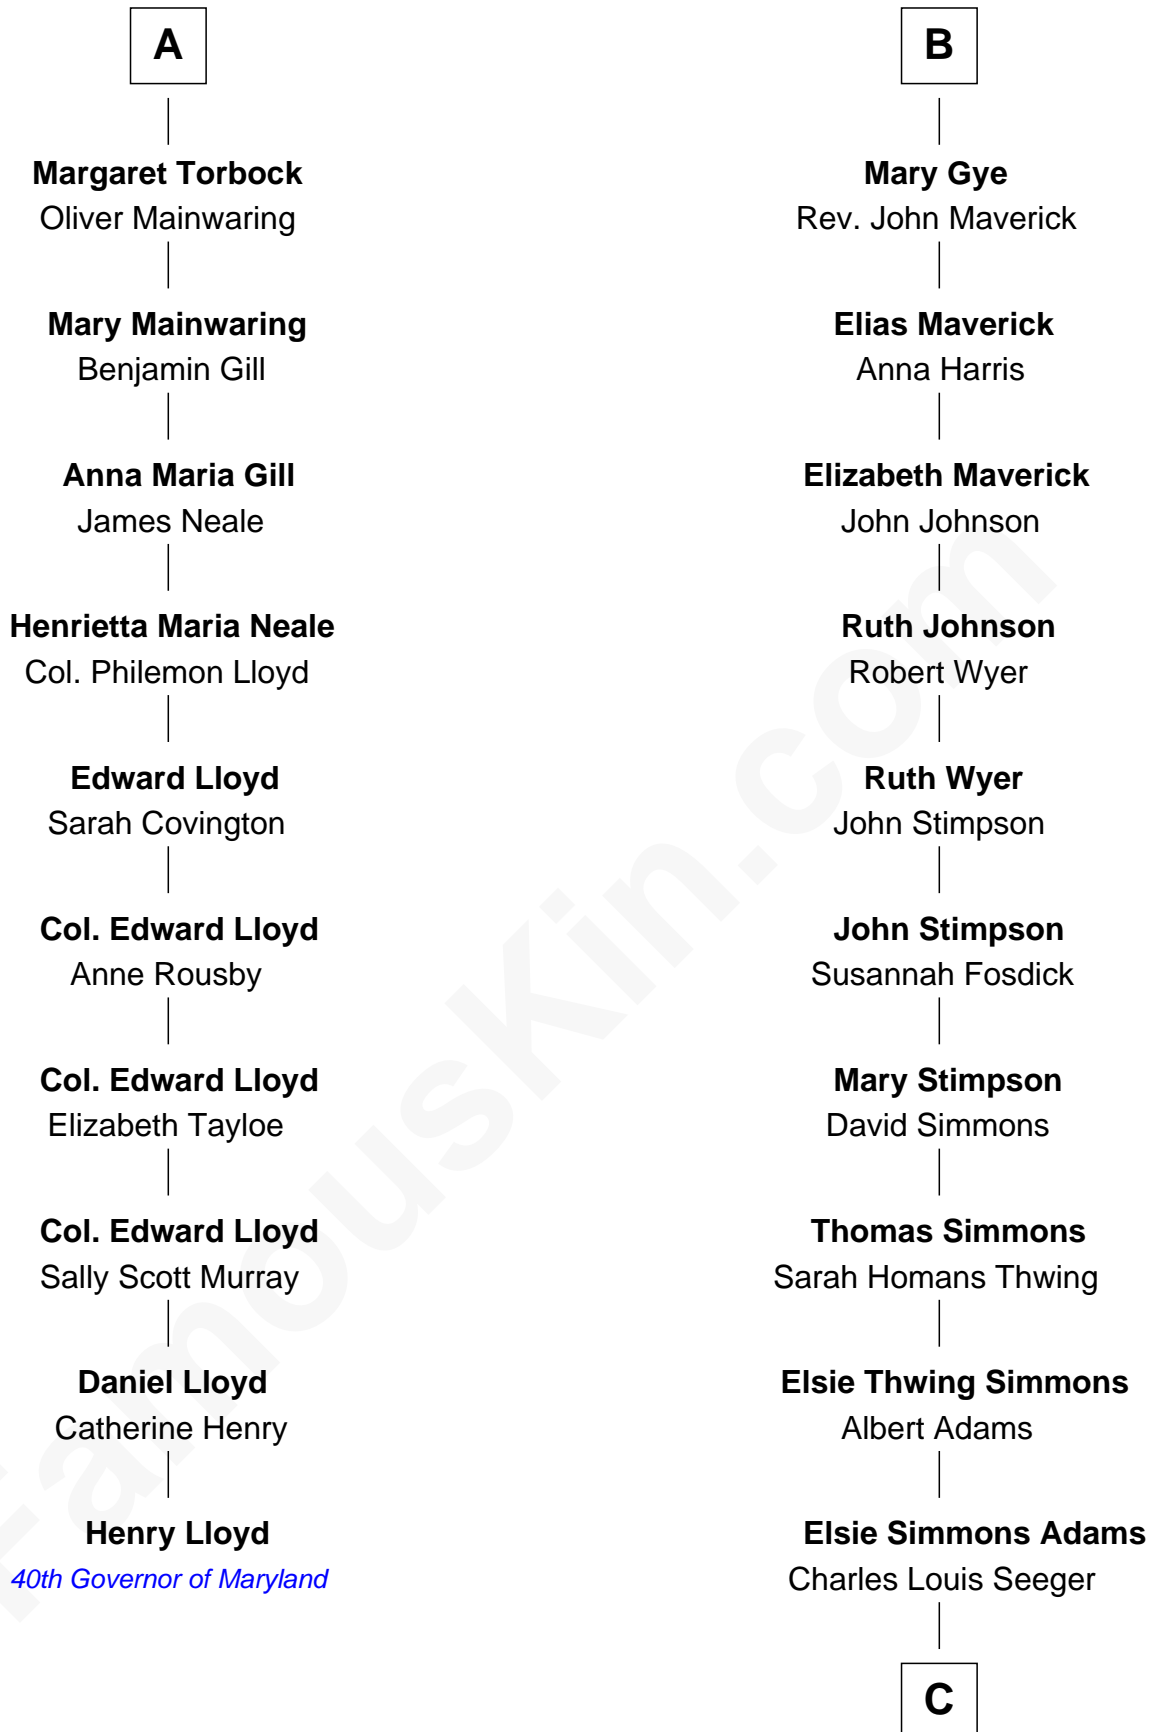 A
Margaret Torbock
Oliver Mainwaring
Mary Mainwaring
Benjamin Gill
Anna Maria Gill
James Neale
Henrietta Maria Neale
Col. Philemon Lloyd
Edward Lloyd
Sarah Covington
Col. Edward Lloyd
Anne Rousby
Col. Edward Lloyd
Elizabeth Tayloe
Col. Edward Lloyd
Sally Scott Murray
Daniel Lloyd
Catherine Henry
Henry Lloyd
40th Governor of Maryland
B
Mary Gye
Rev. John Maverick
Elias Maverick
Anna Harris
Elizabeth Maverick
John Johnson
Ruth Johnson
Robert Wyer
Ruth Wyer
John Stimpson
John Stimpson
Susannah Fosdick
Mary Stimpson
David Simmons
Thomas Simmons
Sarah Homans Thwing
Elsie Thwing Simmons
Albert Adams
Elsie Simmons Adams
Charles Louis Seeger
C
FamousKin.com